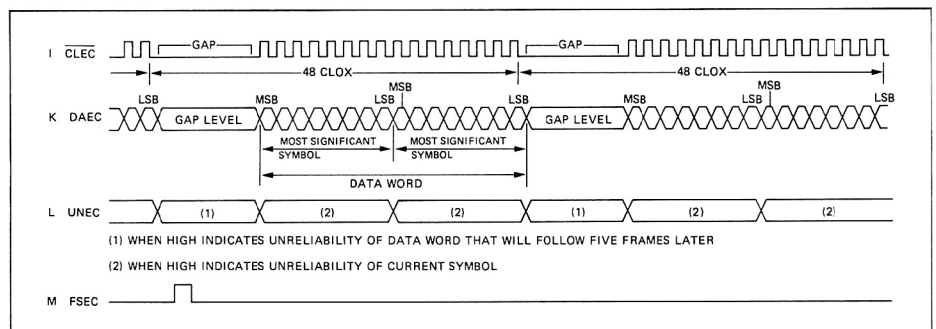 I CLEC GAP GAP
48 CLOX 48 CLOX
MSB MSB
LSB MSB LSB LSB MSB LSB LSB
K DAEC GAP LEVEL GAP LEVEL
MOST SIGNIFICANT SYMBOL MOST SIGNIFICANT SYMBOL
DATA WORD
L UNEC (1) (2) (2) (1) (2) (2)
(1) WHEN HIGH INDICATES UNRELIABILITY OF DATA WORD THAT WILL FOLLOW FIVE FRAMES LATER
(2) WHEN HIGH INDICATES UNRELIABILITY OF CURRENT SYMBOL
M FSEC